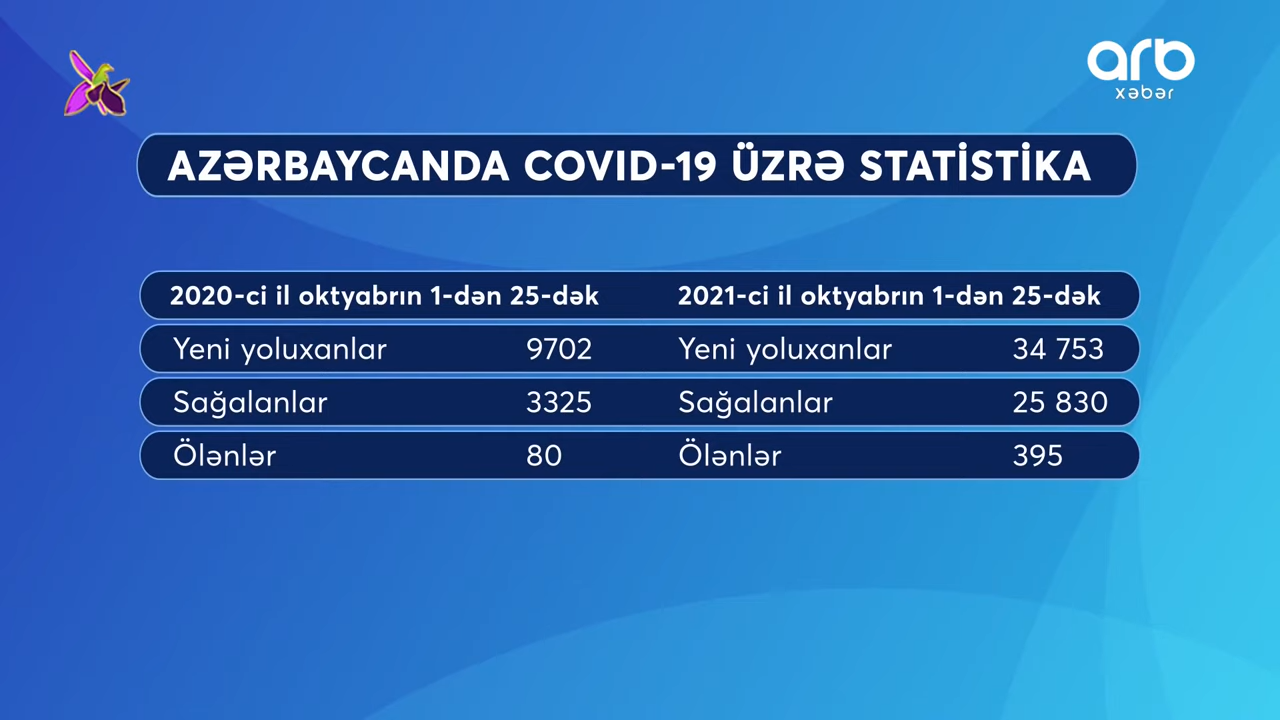 arb
xəbər
AZƏRBAYCANDA COVID-19 ÜZRƏ STATİSTİKA
2020-ci il oktyabrın 1-dən 25-dək 2021-ci il oktyabrın 1-dən 25-dək
Yeni yoluxanlar 9702 Yeni yoluxanlar 34 753
Sağalanlar 3325 Sağalanlar 25 830
Ölənlər 80 Ölənlər 395